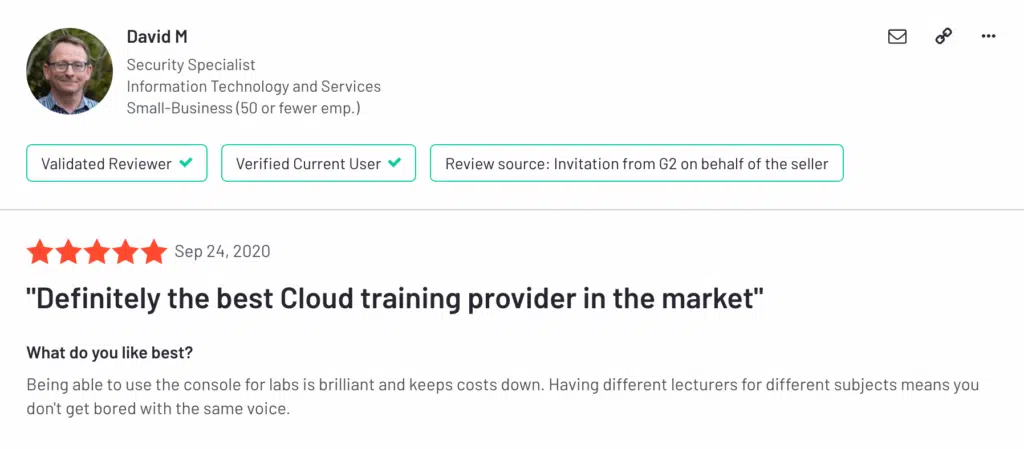 David M
Security Specialist
Information Technology and Services
Small-Business (50 or fewer emp.)
Validated Reviewer
Verified Current User
Review source: Invitation from G2 on behalf of the seller
Sep 24, 2020
"Definitely the best Cloud training provider in the market"
What do you like best?
Being able to use the console for labs is brilliant and keeps costs down. Having different lecturers for different subjects means you
don't get bored with the same voice.